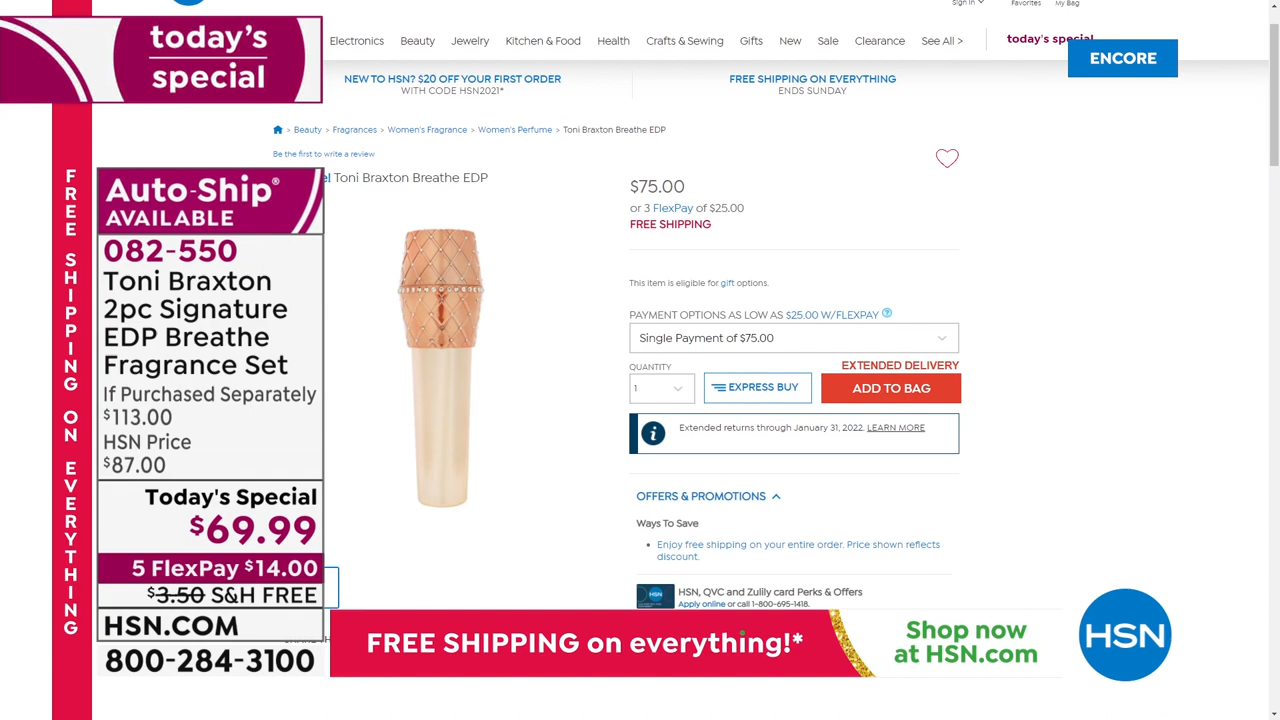 Sign In
Favorites
My Bag
today's
special
Electronics
Beauty
Jewelry
Kitchen & Food
Health
Crafts & Sewing
Gifts
New
Sale
Clearance
See All >
today's special
ENCORE
NEW TO HSN? $20 OFF YOUR FIRST ORDER
WITH CODE HSN2021*
FREE SHIPPING ON EVERYTHING
ENDS SUNDAY
> Beauty > Fragrances > Women's Fragrance > Women's Perfume > Toni Braxton Breathe EDP
Be the first to write a review
Toni Braxton Breathe EDP
FREE SHIPPING ON EVERYTHING
Auto-Ship®
AVAILABLE
082-550
Toni Braxton
2pc Signature
EDP Breathe
Fragrance Set
If Purchased Separately
$113.00
HSN Price
$87.00
Today's Special
$69.99
5 FlexPay $14.00
$3.50 S&H FREE
HSN.COM
800-284-3100
$75.00
or 3 FlexPay of $25.00
FREE SHIPPING
This item is eligible for gift options.
PAYMENT OPTIONS AS LOW AS $25.00 W/FLEXPAY ?
Single Payment of $75.00
EXTENDED DELIVERY
QUANTITY
1
EXPRESS BUY
ADD TO BAG
Extended returns through January 31, 2022. LEARN MORE
OFFERS & PROMOTIONS
Ways To Save
• Enjoy free shipping on your entire order. Price shown reflects
discount.
HSN
HSN, QVC and Zulily card Perks & Offers
Apply online or call 1-800-695-1418.
FREE SHIPPING on everything!*
Shop now
at HSN.com
HSN